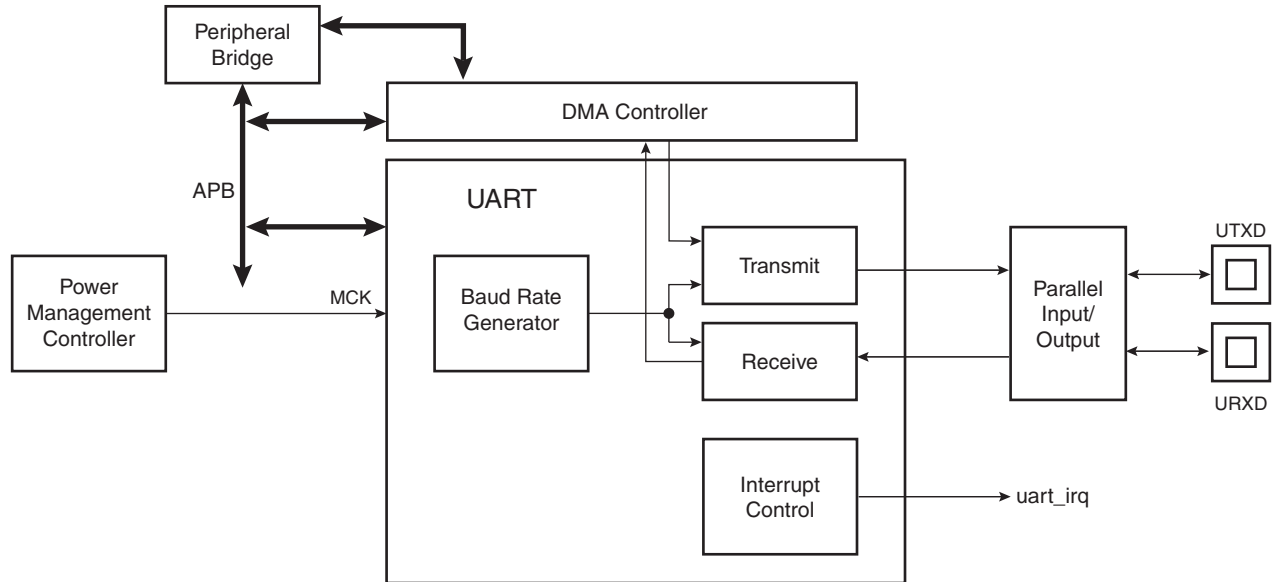 Peripheral
Bridge
DMA Controller
APB
UART
Power
Management
Controller
MCK
Baud Rate
Generator
Transmit
Receive
Parallel
Input/
Output
UTXD
URXD
Interrupt
Control
uart_irq